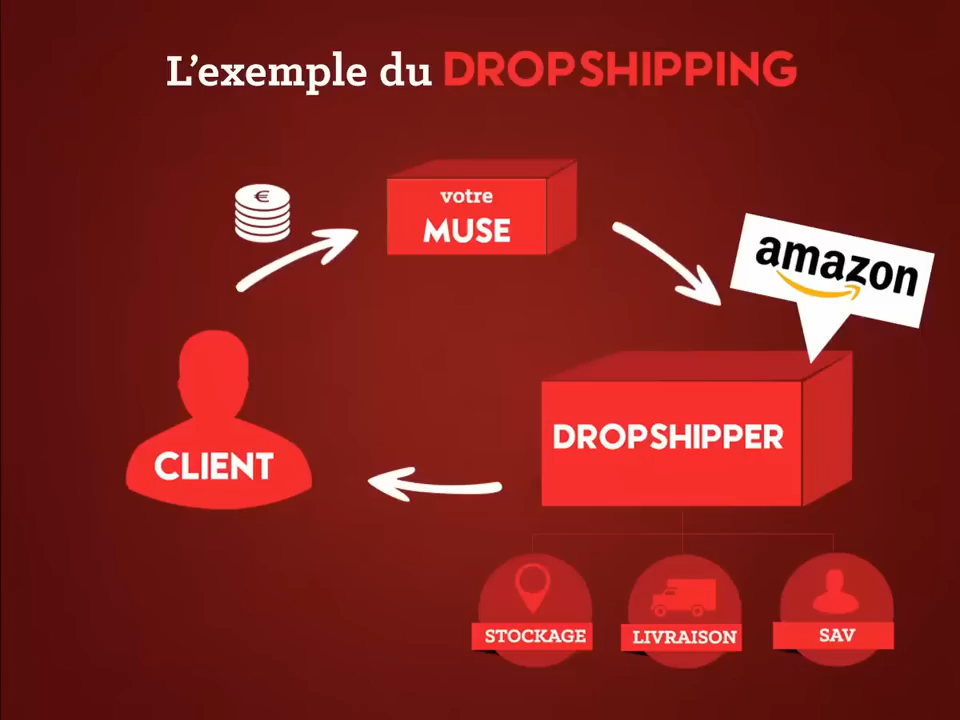 L'exemple du DROPSHIPPING
€
votre
MUSE
amazon
DROPSHIPPER
CLIENT
STOCKAGE
LIVRAISON
SAV